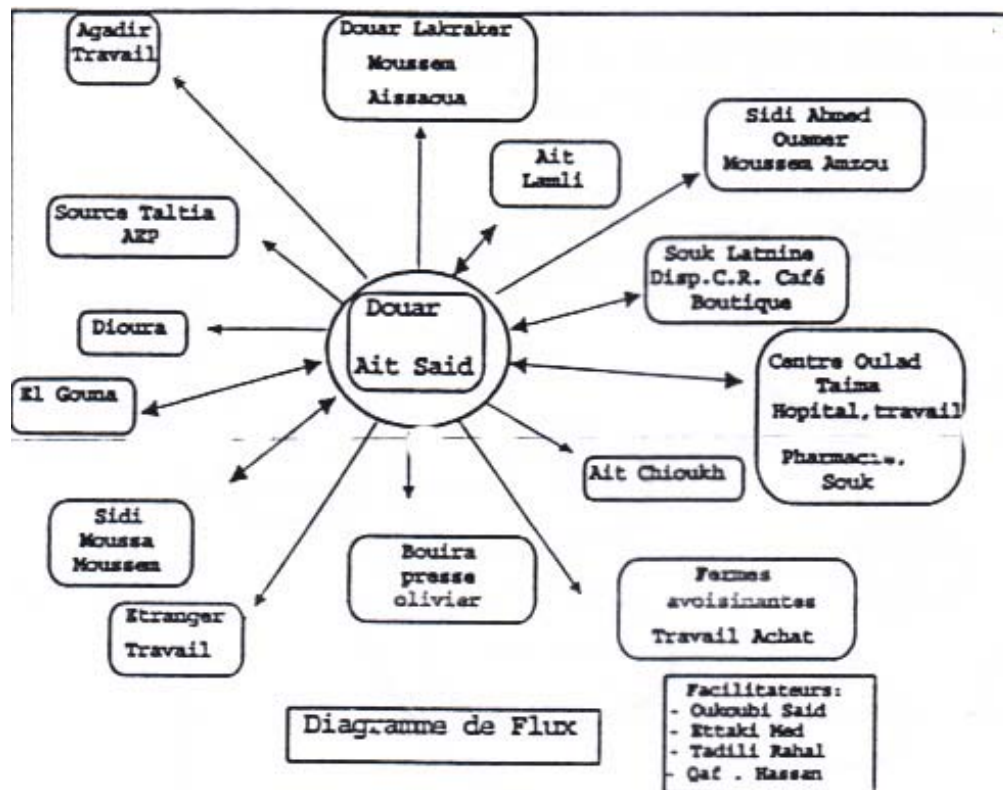 Agadir
Travail
Douar Lakraker
Moussem
Aissaoua
Sidi Ahmed
Ouamer
Moussem Amzou
Ait
Lamli
Source Taltia
AEP
Souk Latnine
Disp.C.R. Café
Boutique
Douar
Ait Said
Dioura
Centre Oulad
Taima
Hopital,travail
Pharmacie,
Souk
El Gouna
Ait Chioukh
Sidi
Moussa
Moussem
Bouira
presse
olivier
Fermes
avoisinantes
Travail Achat
Etranger
Travail
Diagramme de Flux
Facilitateurs:
- Oukoubi Said
- Ettaki Med
- Tadili Rahal
- Qaf . Hassan